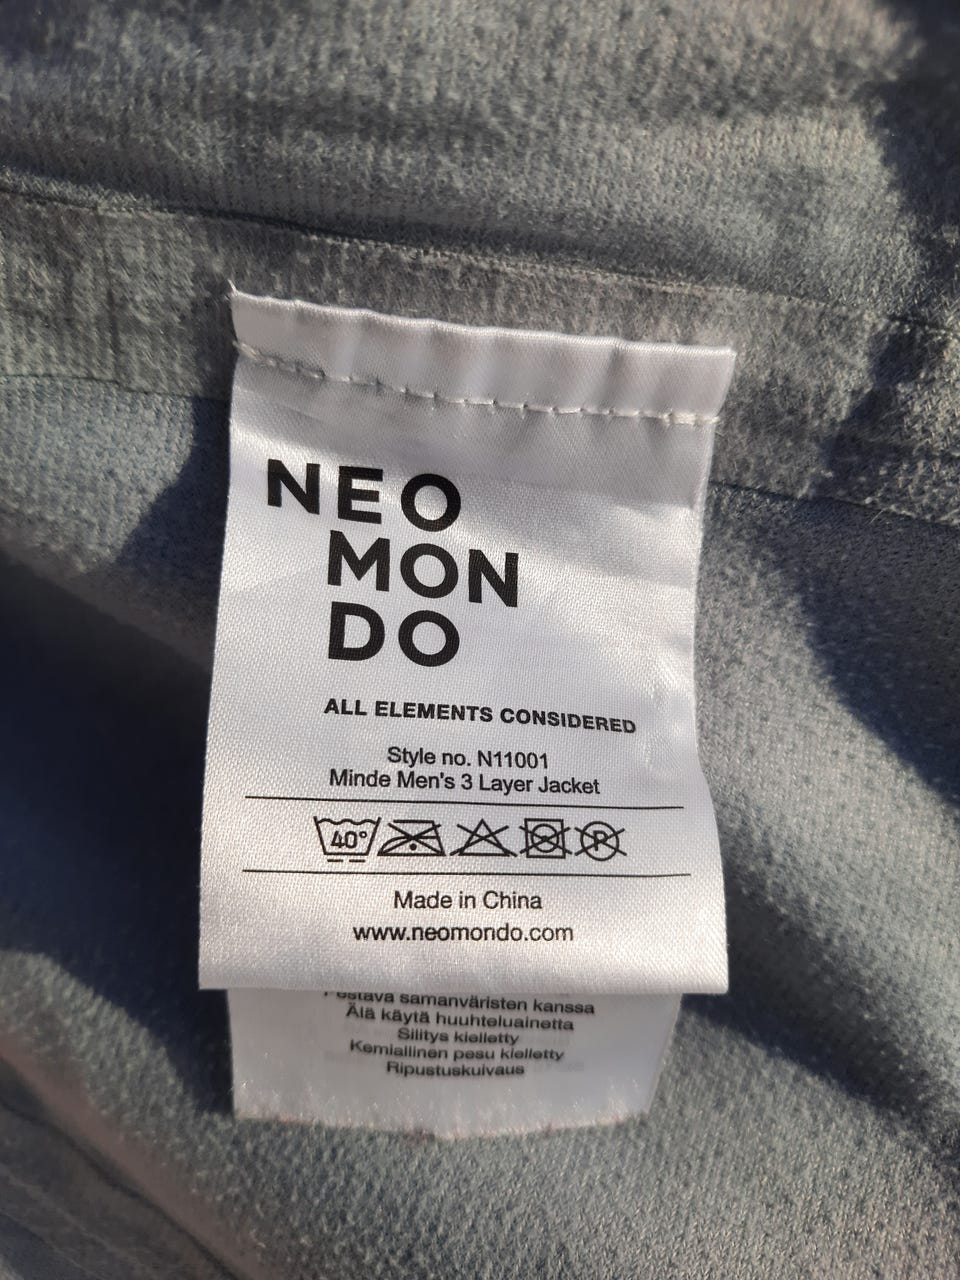 NEO
MON
DO
ALL ELEMENTS CONSIDERED
Style no. N11001
Minde Men's 3 Layer Jacket
40°
P
Made in China
www.neomondo.com
samanväristen kanssa
Älä käytä huuhteluainetta
Silitys kielletty
Kemiallinen pesu kielletty
Ripustuskuivaus